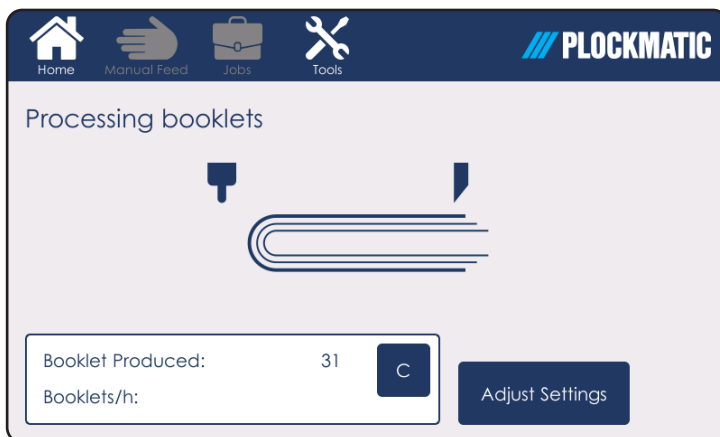 Home Manual Feed Jobs Tools
PLOCKMATIC
Processing booklets
Booklet Produced: 31
C
Booklets/h:
Adjust Settings